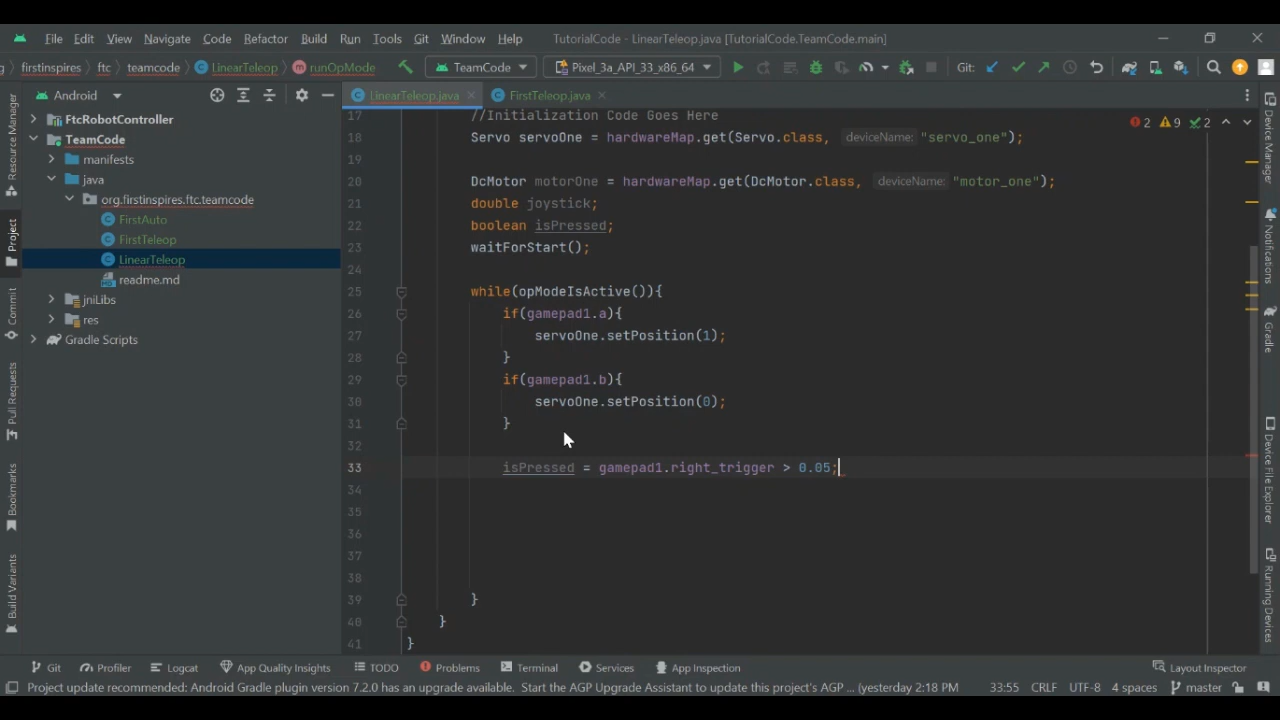 File Edit View Navigate Code Refactor Build Run Tools Git Window Help TutorialCode - LinearTeleop.java [TutorialCode.TeamCode.main]
g firstinspires ftc teamcode LinearTeleop runOpMode TeamCode Pixel_3a_API_33_x86_64 Git:
Android LinearTeleop.java FirstTeleop.java
FtcRobotController
TeamCode
manifests
java
org.firstinspires.ftc.teamcode
FirstAuto
FirstTeleop
LinearTeleop
readme.md
jniLibs
res
Gradle Scripts
Resource Manager
Project
Commit
Pull Requests
Bookmarks
Build Variants
2 9 2
17 //Initialization Code Goes Here
18 Servo servoOne = hardwareMap.get(Servo.class, deviceName: "servo_one");
19
20 DcMotor motorOne = hardwareMap.get(DcMotor.class, deviceName: "motor_one");
21 double joystick;
22 boolean isPressed;
23 waitForStart();
24
25 while(opModeIsActive()){
26 if(gamepad1.a){
27 servoOne.setPosition(1);
28 }
29 if(gamepad1.b){
30 servoOne.setPosition(0);
31 }
32
33 isPressed = gamepad1.right_trigger > 0.05;
34
35
36
37
38
39 }
40 }
41 }
Device Manager
Notifications
Gradle
Device File Explorer
Running Devices
Git Profiler Logcat App Quality Insights TODO Problems Terminal Services App Inspection Layout Inspector
Project update recommended: Android Gradle plugin version 7.2.0 has an upgrade available. Start the AGP Upgrade Assistant to update this project's AGP ... (yesterday 2:18 PM 33:55 CRLF UTF-8 4 spaces master